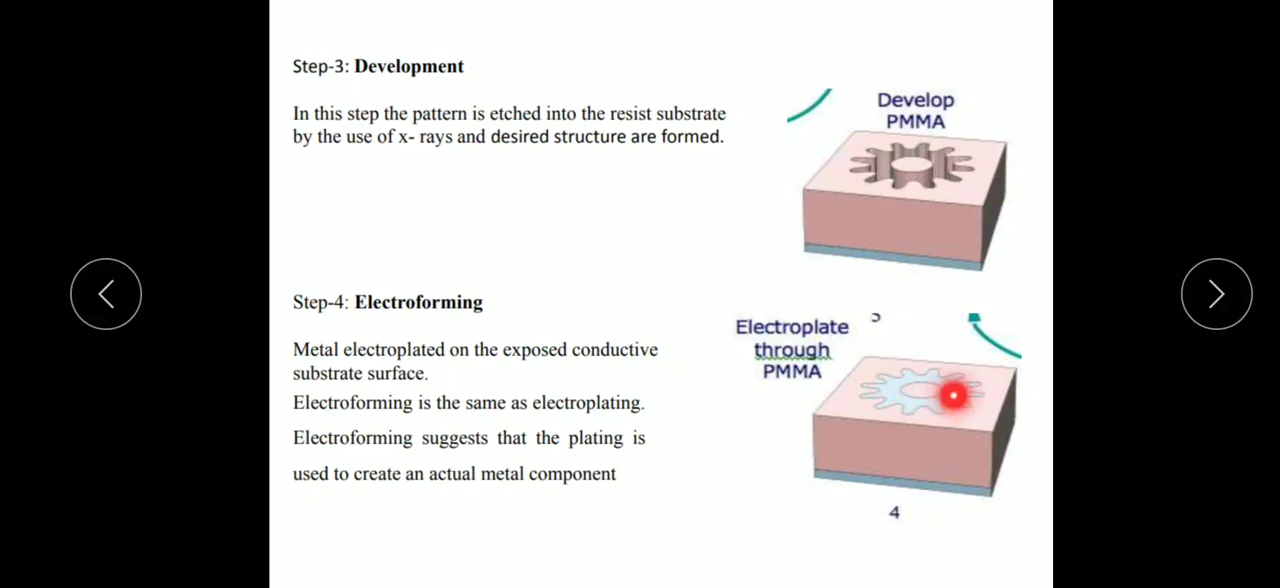 Step-3: Development
In this step the pattern is etched into the resist substrate
by the use of x- rays and desired structure are formed.
Develop
PMMA
Step-4: Electroforming
Metal electroplated on the exposed conductive
substrate surface.
Electroforming is the same as electroplating.
Electroforming suggests that the plating is
used to create an actual metal component
Electroplate
through
PMMA
4